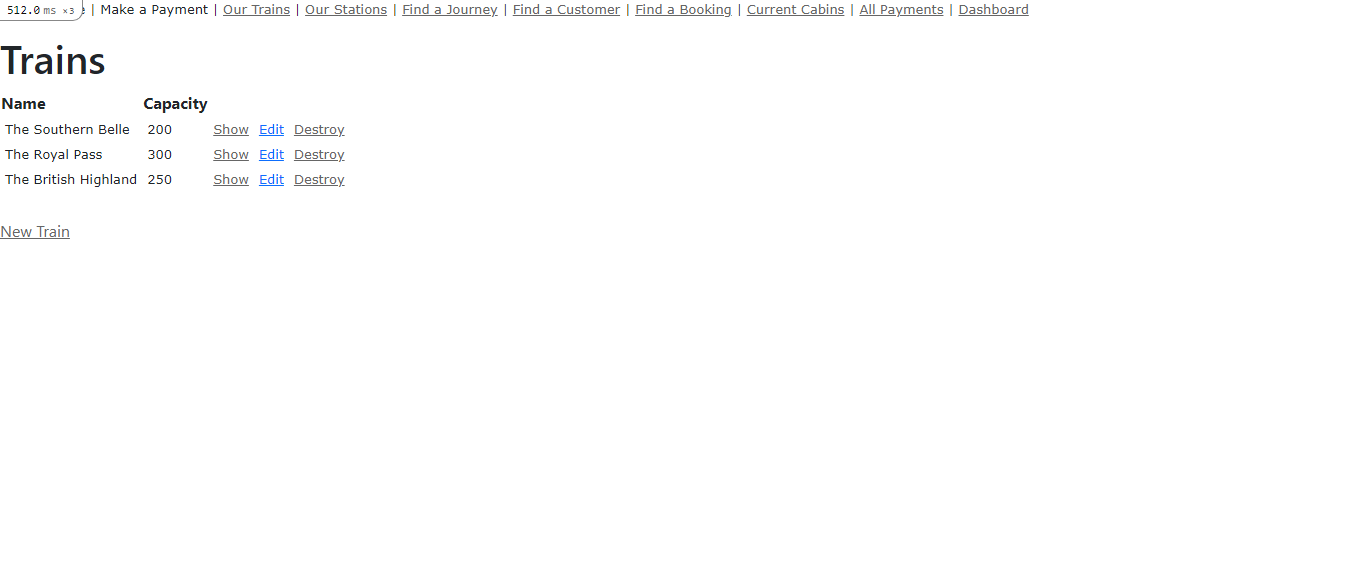 512.0 ms ×3 | Make a Payment | Our Trains | Our Stations | Find a Journey | Find a Customer | Find a Booking | Current Cabins | All Payments | Dashboard
Trains
Name Capacity
The Southern Belle 200 Show Edit Destroy
The Royal Pass 300 Show Edit Destroy
The British Highland 250 Show Edit Destroy
New Train